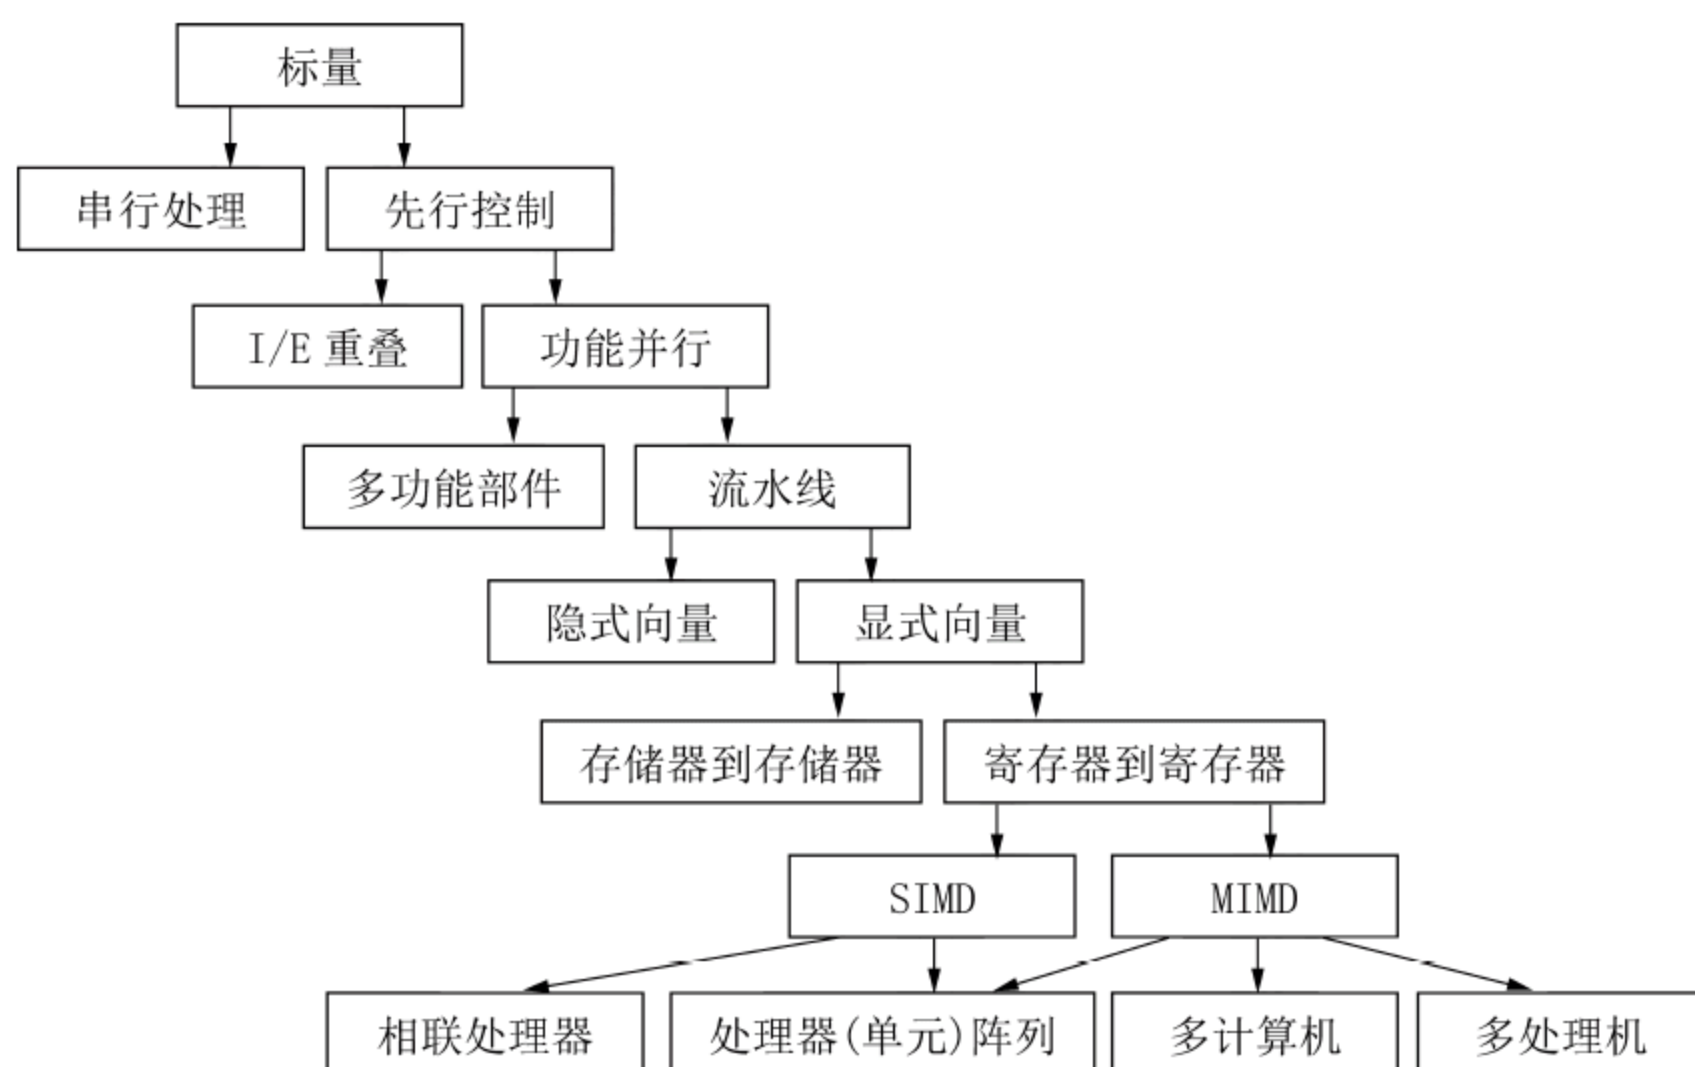 标量
串行处理
先行控制
I/E 重叠
功能并行
多功能部件
流水线
隐式向量
显式向量
存储器到存储器
寄存器到寄存器
SIMD
MIMD
相联处理器
处理器(单元)阵列
多计算机
多处理机